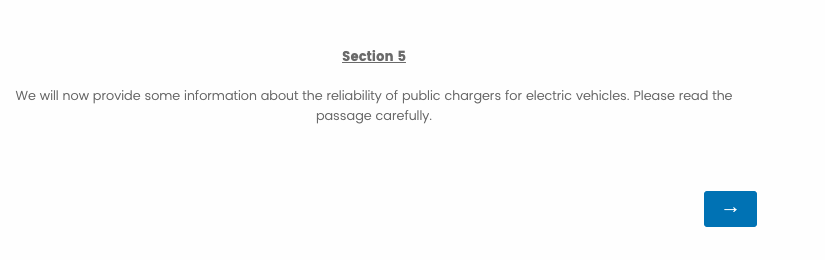 Section 5
We will now provide some information about the reliability of public chargers for electric vehicles. Please read the
passage carefully.
→